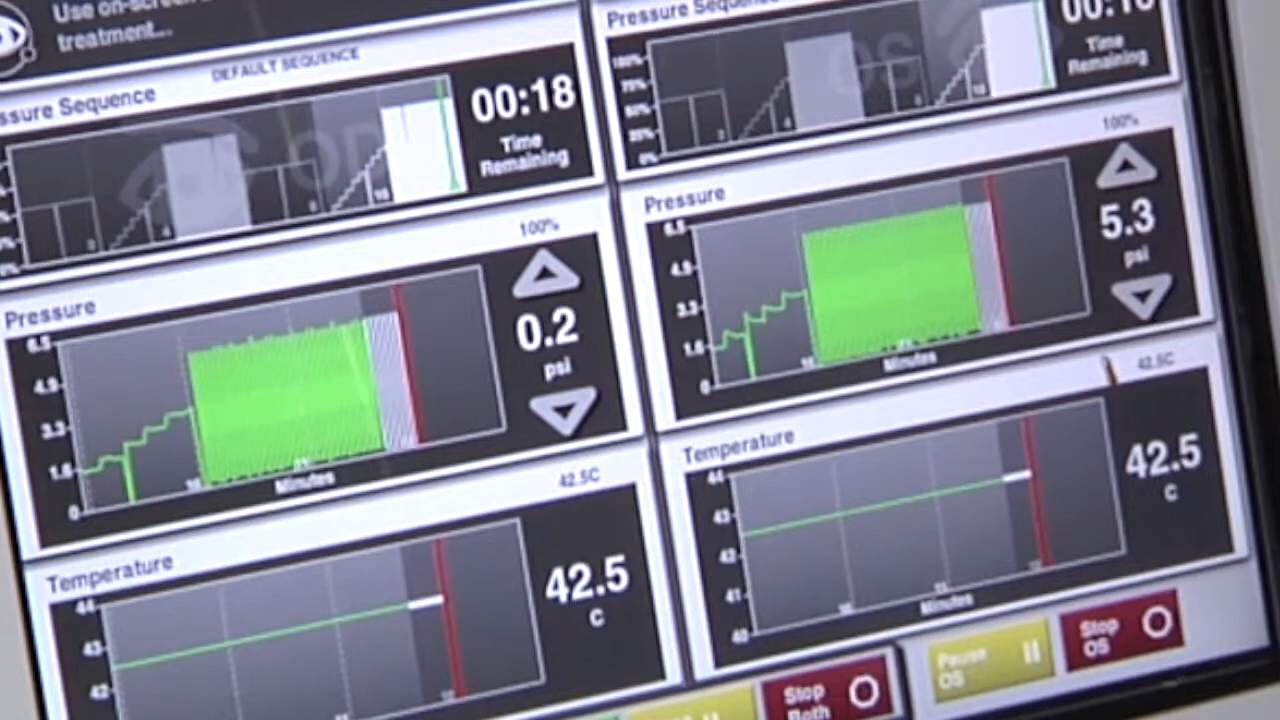 Use on-screen
treatment...
DEFAULT SEQUENCE
ssure Sequence
00:18
Time
Remaining
Pressure Sequence
Time
Remaining
100%
75%
50%
25%
0%
Pressure
100%
6.5
4.9
3.3
1.6
0
0.2
psi
Minutes
Pressure
100%
6.5
4.9
3.3
1.6
0
5.3
psi
Minutes
Temperature
42.5C
44
43
42
42.5
C
Temperature
42.5C
44
43
42
41
40
42.5
C
Minutes
Stop
Both
Pause
OS
Stop
OS